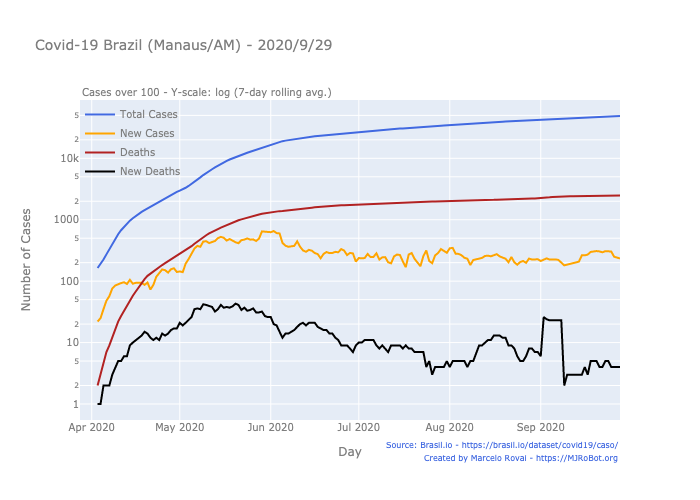 Covid-19 Brazil (Manaus/AM) - 2020/9/29
Cases over 100 - Y-scale: log (7-day rolling avg.)
Total Cases
New Cases
Deaths
New Deaths
Number of Cases
5
2
10k
5
2
1000
5
2
100
5
2
10
5
2
1
Apr 2020 May 2020 Jun 2020 Jul 2020 Aug 2020 Sep 2020
Day
Source: Brasil.io - https://brasil.io/dataset/covid19/caso/
Created by Marcelo Rovai - https://MJRoBot.org